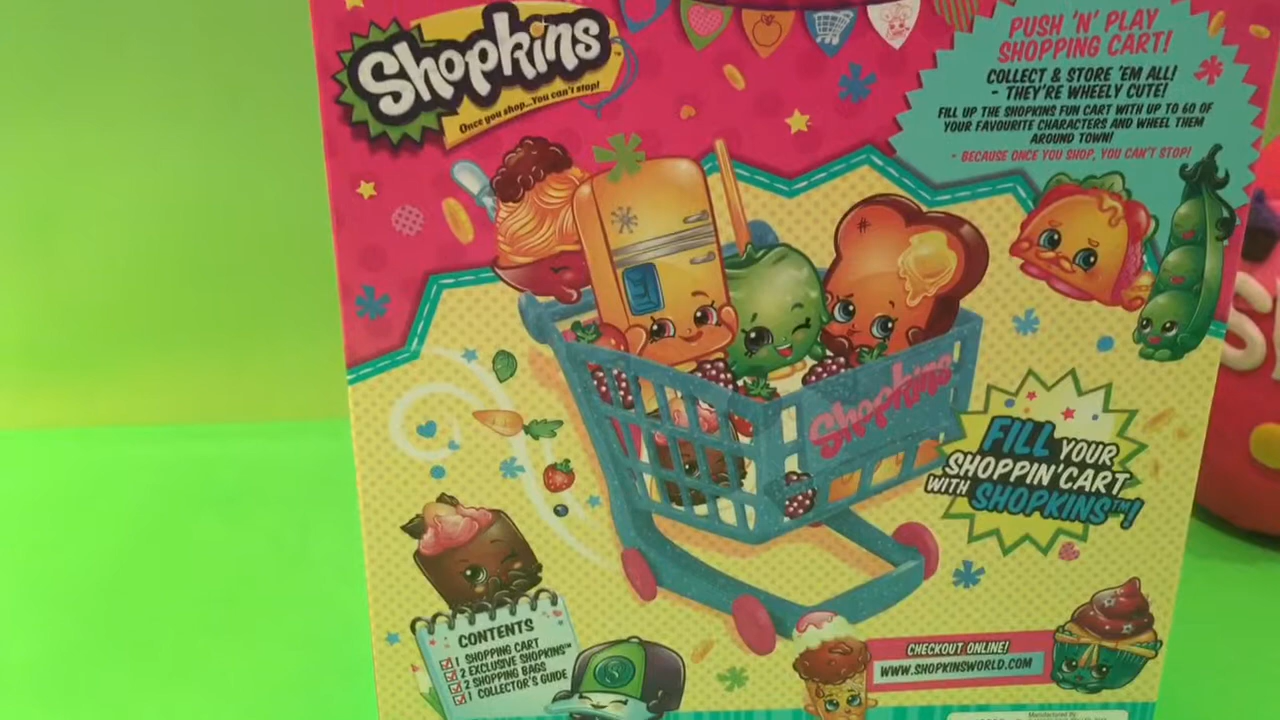 Shopkins
Once you shop...You can't stop!
PUSH 'N' PLAY
SHOPPING CART!
COLLECT & STORE 'EM ALL!
- THEY'RE WHEELY CUTE!
FILL UP THE SHOPKINS FUN CART WITH UP TO 60 OF
YOUR FAVOURITE CHARACTERS AND WHEEL THEM
AROUND TOWN!
- BECAUSE ONCE YOU SHOP, YOU CAN'T STOP!
Shopkins
FILL YOUR
SHOPPIN' CART
WITH SHOPKINS™!
CONTENTS
1 SHOPPING CART
2 EXCLUSIVE SHOPKINS™
2 SHOPPING BAGS
1 COLLECTOR'S GUIDE
S
CHECKOUT ONLINE!
WWW.SHOPKINSWORLD.COM
Manufactured by